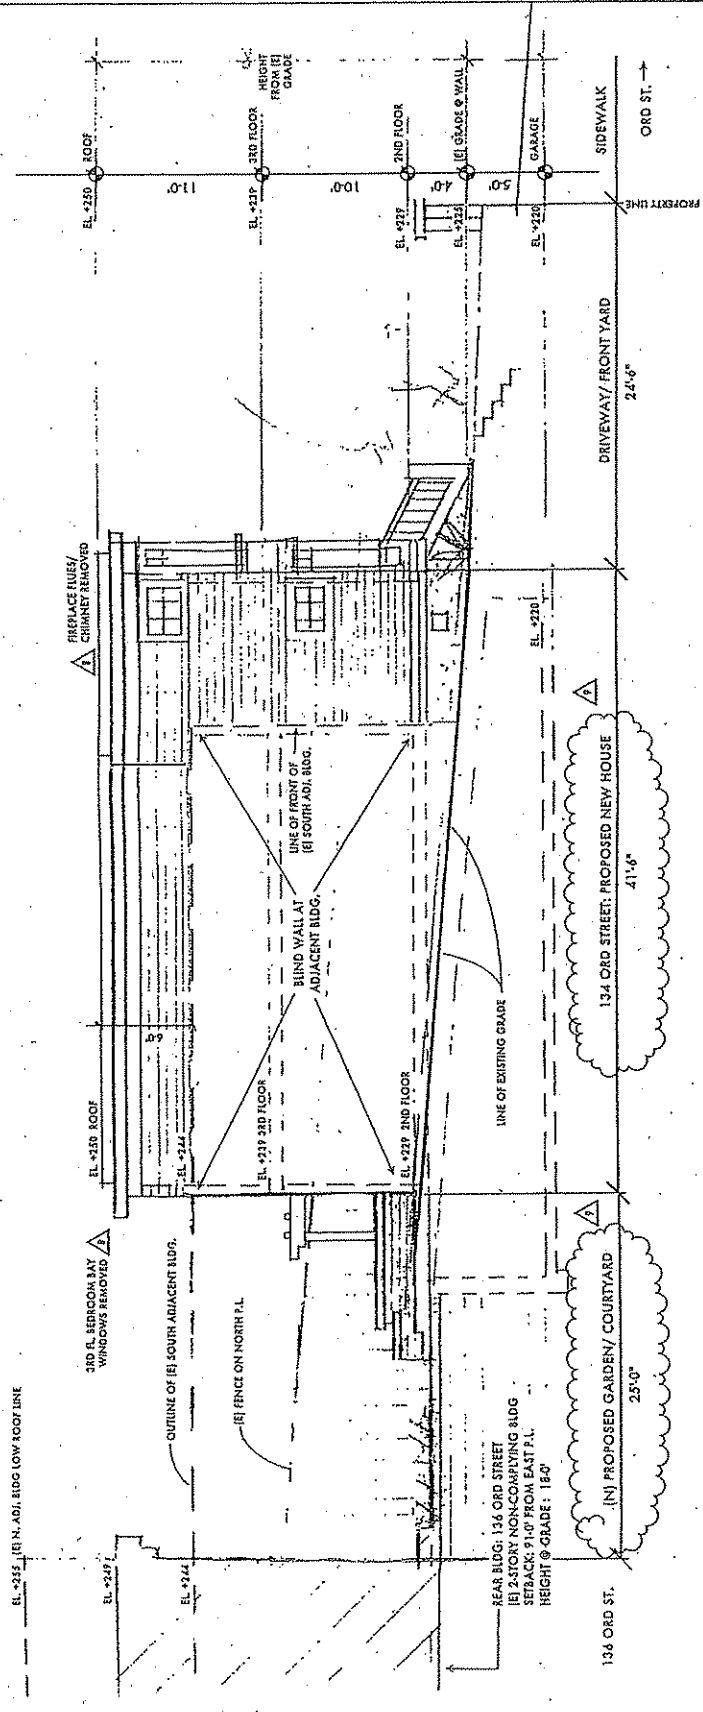 EL. +255 (E) N. ADJ. BLDG LOW ROOF LINE
EL. +249
EL. +244
3RD FL. BEDROOM BAY
WINDOWS REMOVED
8
OUTLINE OF (E) SOUTH ADJACENT BLDG.
(E) FENCE ON NORTH P.L.
EL. +250 ROOF
EL. +244
EL. +239 3RD FLOOR
EL. +229 2ND FLOOR
BLIND WALL AT
ADJACENT BLDG.
LINE OF FRONT OF
(E) SOUTH ADJ. BLDG.
FIREPLACE FLUES/
CHIMNEY REMOVED
EL. +250 ROOF
11'-0"
EL. +239 3RD FLOOR
HEIGHT
FROM (E)
GRADE
10'-0"
EL. +229 2ND FLOOR
4'-0"
EL. +225 (E) GRADE @ WALL
5'-0"
EL. +220 GARAGE
EL. +220
LINE OF EXISTING GRADE
REAR BLDG: 136 ORD STREET
(E) 2-STORY NON-COMPLYING BLDG
SETBACK: 91'-0" FROM EAST P.L.
HEIGHT @ GRADE: 18'-0"
136 ORD ST.
9
(N) PROPOSED GARDEN/ COURTYARD
25'-0"
9
134 ORD STREET: PROPOSED NEW HOUSE
41'-6"
DRIVEWAY/ FRONT YARD
24'-6"
PROPERTY LINE
SIDEWALK
ORD ST.